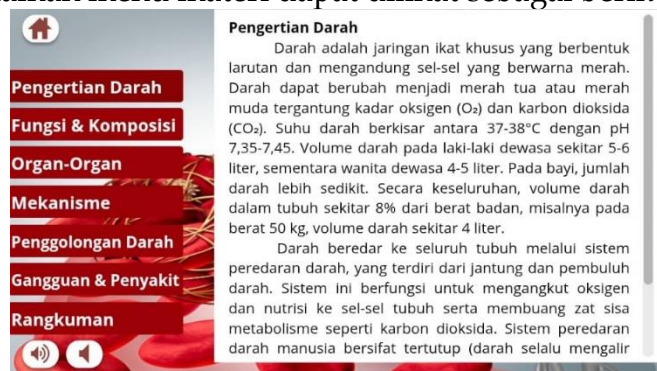 Pengertian Darah
Fungsi & Komposisi
Organ-Organ
Mekanisme
Penggolongan Darah
Gangguan & Penyakit
Rangkuman
Pengertian Darah
Darah adalah jaringan ikat khusus yang berbentuk
larutan dan mengandung sel-sel yang berwarna merah.
Darah dapat berubah menjadi merah tua atau merah
muda tergantung kadar oksigen (O₂) dan karbon dioksida
(CO₂). Suhu darah berkisar antara 37-38°C dengan pH
7,35-7,45. Volume darah pada laki-laki dewasa sekitar 5-6
liter, sementara wanita dewasa 4-5 liter. Pada bayi, jumlah
darah lebih sedikit. Secara keseluruhan, volume darah
dalam tubuh sekitar 8% dari berat badan, misalnya pada
berat 50 kg, volume darah sekitar 4 liter.
Darah beredar ke seluruh tubuh melalui sistem
peredaran darah, yang terdiri dari jantung dan pembuluh
darah. Sistem ini berfungsi untuk mengangkut oksigen
dan nutrisi ke sel-sel tubuh serta membuang zat sisa
metabolisme seperti karbon dioksida. Sistem peredaran
darah manusia bersifat tertutup (darah selalu mengalir